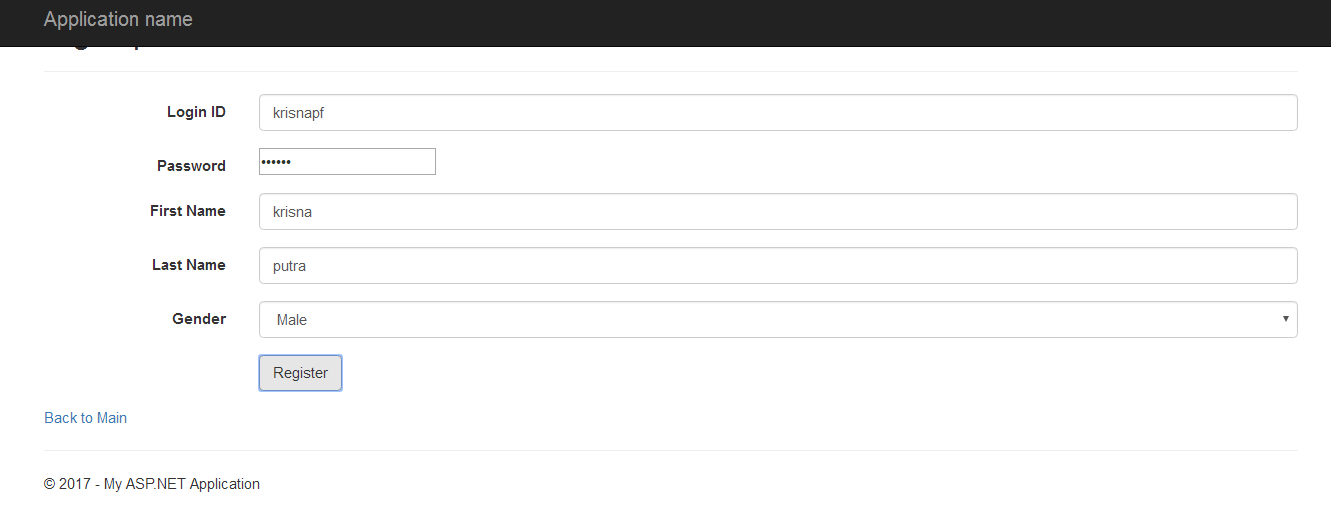 Application name
Login ID krisnapf
Password ••••••
First Name krisna
Last Name putra
Gender Male
Register
Back to Main
© 2017 - My ASP.NET Application